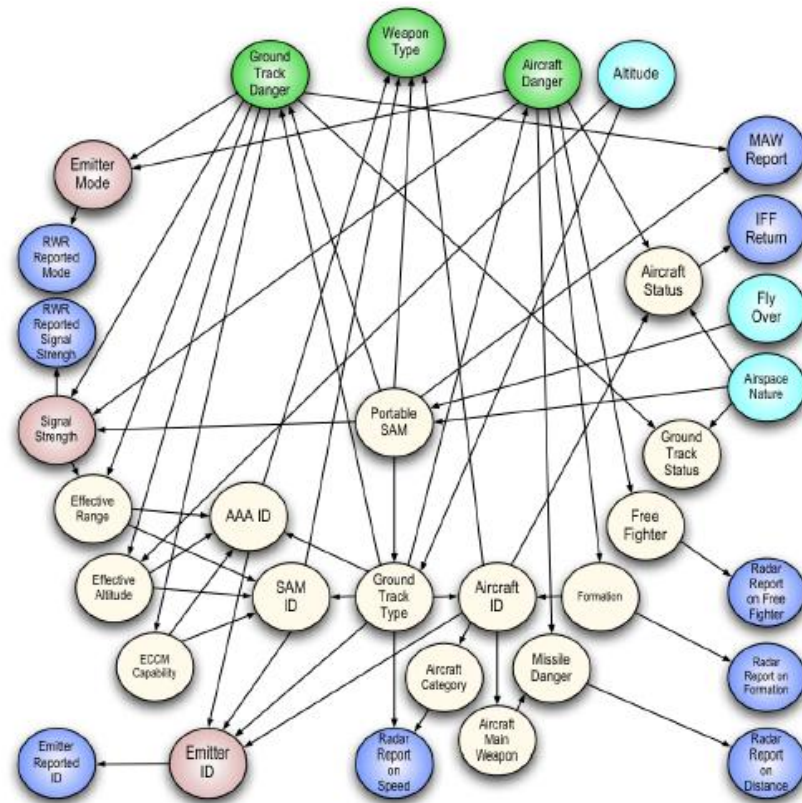 Ground
Track
Danger
Weapon
Type
Aircraft
Danger
Altitude
Emitter
Mode
MAW
Report
RWR
Reported
Mode
IFF
Return
Aircraft
Status
RWR
Reported
Signal
Strengh
Fly
Over
Airspace
Nature
Signal
Strength
Portable
SAM
Ground
Track
Status
Effective
Range
AAA ID
Free
Fighter
Effective
Altitude
SAM
ID
Ground
Track
Type
Aircraft
ID
Formation
Radar
Report
on Free
Fighter
ECCM
Capability
Aircraft
Category
Missile
Danger
Radar
Report on
Formation
Aircraft
Main
Weapon
Emitter
Reported
ID
Emitter
ID
Radar
Report on
Speed
Radar
Report
on
Distance